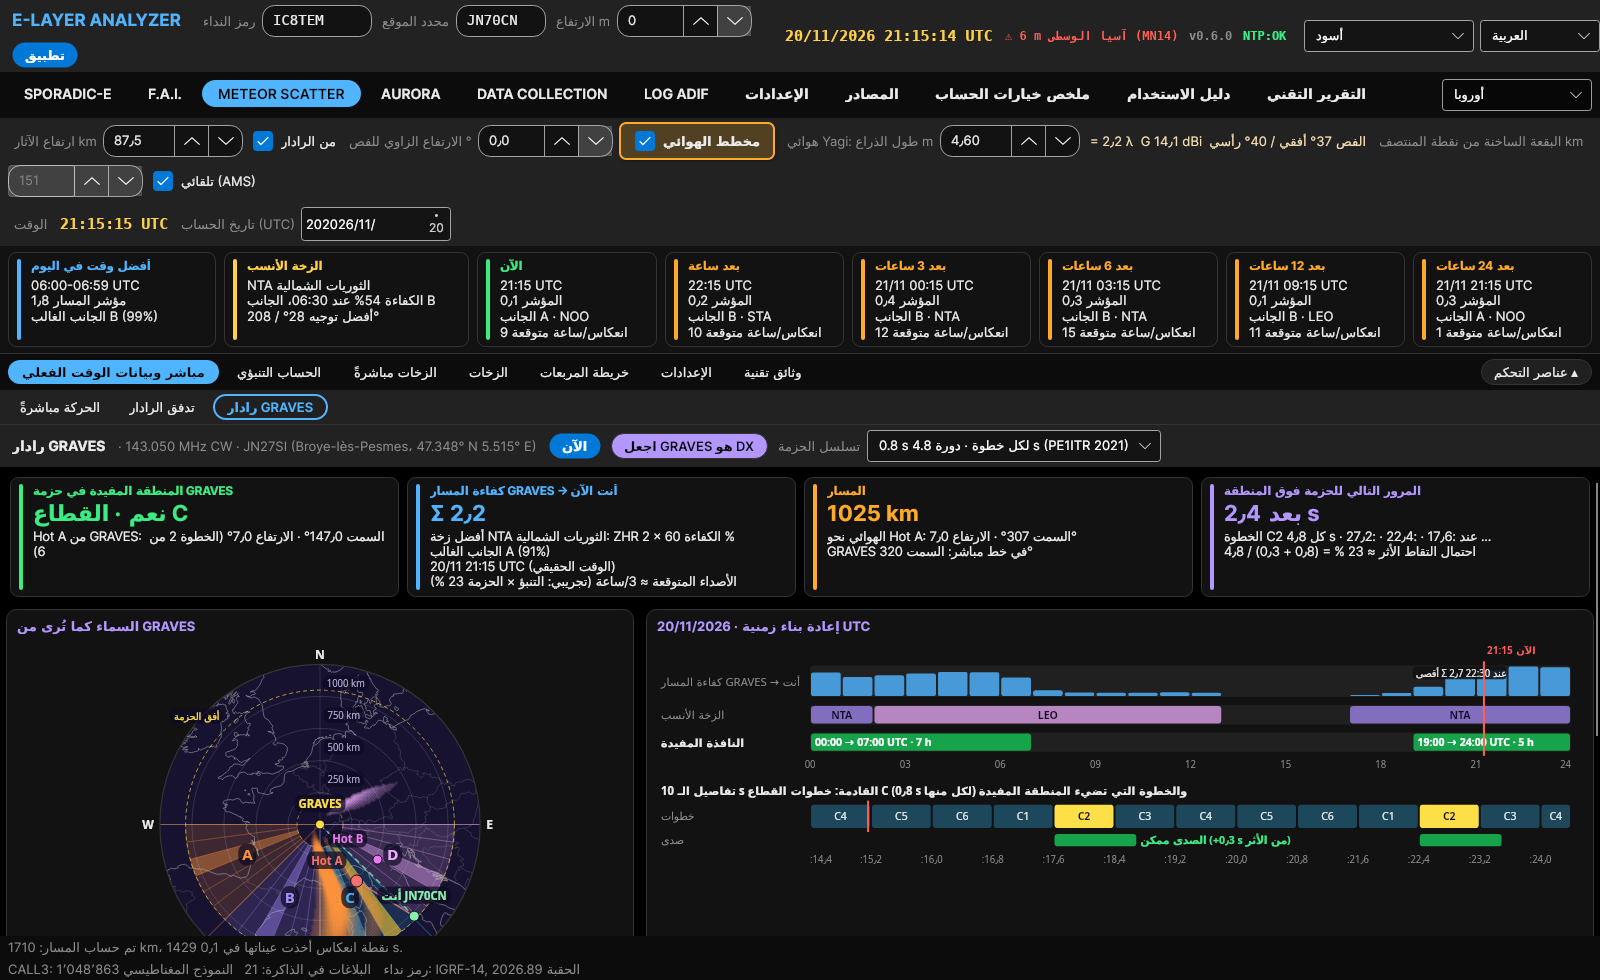 E-LAYER ANALYZER رمز النداء IC8TEM محدد الموقع JN70CN الارتفاع m 0
20/11/2026 21:15:14 UTC ⚠ 6 m آسيا الوسطى (MN14) v0.6.0 NTP:OK أسود العربية
تطبيق
SPORADIC-E F.A.I. METEOR SCATTER AURORA DATA COLLECTION LOG ADIF الإعدادات المصادر ملخص خيارات الحساب دليل الاستخدام التقرير التقني أوروبا
ارتفاع الآثار km 87٫5 من الرادار الارتفاع الزاوي للفص ° 0٫0 مخطط الهوائي هوائي Yagi: طول الذراع m 4٫60 = 2٫2 λ G 14٫1 dBi الفص 37° أفقي / 40° رأسي البقعة الساخنة من نقطة المنتصف km
151 تلقائي (AMS)
الوقت 21:15:15 UTC تاريخ الحساب (UTC) 202026/11/ 20
أفضل وقت في اليوم
06:00-06:59 UTC
مؤشر المسار 1٫8
الجانب الغالب B (99%)
الزخة الأنسب
NTA الثوريات الشمالية
الكفاءة 54% عند 06:30، الجانب B
أفضل توجيه 28° / 208°
الآن
21:15 UTC
المؤشر 0٫1
الجانب A · NOO
انعكاس/ساعة متوقعة 9
بعد ساعة
22:15 UTC
المؤشر 0٫2
الجانب B · STA
انعكاس/ساعة متوقعة 10
بعد 3 ساعات
21/11 00:15 UTC
المؤشر 0٫4
الجانب B · NTA
انعكاس/ساعة متوقعة 12
بعد 6 ساعات
21/11 03:15 UTC
المؤشر 0٫3
الجانب B · NTA
انعكاس/ساعة متوقعة 15
بعد 12 ساعات
21/11 09:15 UTC
المؤشر 0٫1
الجانب B · LEO
انعكاس/ساعة متوقعة 11
بعد 24 ساعات
21/11 21:15 UTC
المؤشر 0٫3
الجانب A · NOO
انعكاس/ساعة متوقعة 1
مباشر وبيانات الوقت الفعلي الحساب التنبؤي الزخات مباشرةً الزخات خريطة المربعات الإعدادات وثائق تقنية ▴ عناصر التحكم
الحركة مباشرةً تدفق الرادار رادار GRAVES
رادار GRAVES · 143.050 MHz CW · JN27SI (Broye-lès-Pesmes، 47.348° N 5.515° E) الآن اجعل GRAVES هو DX تسلسل الحزمة 0.8 s لكل خطوة · دورة 4.8 s (PE1ITR 2021)
المنطقة المفيدة في حزمة GRAVES
نعم · القطاع C
Hot A من GRAVES: السمت 147٫0° · الارتفاع 7٫0° (الخطوة 2 من
6)
كفاءة المسار GRAVES → أنت الآن
Σ 2٫2
أفضل زخة NTA الثوريات الشمالية: ZHR 2 × الكفاءة 60 %
الجانب الغالب A (91%)
20/11 21:15 UTC (الوقت الحقيقي)
الأصداء المتوقعة ≈ 3/ساعة (تجريبي: التنبؤ × الحزمة 23 %)
المسار
1025 km
الهوائي نحو Hot A: السمت 307° · الارتفاع 7٫0°
GRAVES في خط مباشر: السمت 320°
المرور التالي للحزمة فوق المنطقة
بعد 2٫4 s
الخطوة C2 كل 4٫8 s · عند :17٫6 · :22٫4 · :27٫2 ...
احتمال التقاط الأثر ≈ 23 % = (0٫8 + 0٫3) / 4٫8
السماء كما تُرى من GRAVES
N
1000 km
750 km
500 km
250 km
أفق الحزمة
GRAVES
W
E
Hot B
Hot A
A
B
C
D
أنت JN70CN
إعادة بناء زمنية · 20/11/2026 UTC
الآن 21:15
كفاءة المسار GRAVES → أنت
أقصى Σ 2٫7 عند 22:30
الزخة الأنسب NTA LEO NTA
النافذة المفيدة 00:00 → 07:00 UTC · 7 h 19:00 → 24:00 UTC · 5 h
00 03 06 09 12 15 18 21 24
تفاصيل الـ 10 s القادمة: خطوات القطاع C (0٫8 s لكل منها) والخطوة التي تضيء المنطقة المفيدة
خطوات C4 C5 C6 C1 C2 C3 C4 C5 C6 C1 C2 C3 C4
صدى الصدى ممكن (+0٫3 s من الأثر)
:14٫4 :15٫2 :16٫0 :16٫8 :17٫6 :18٫4 :19٫2 :20٫0 :20٫8 :21٫6 :22٫4 :23٫2 :24٫0
تم حساب المسار: 1710 km، 1429 نقطة انعكاس أخذت عيناتها في 0٫1 s.
CALL3: 1٬048٬863 رمز نداء البلاغات في الذاكرة: 21 النموذج المغناطيسي: IGRF-14, الحقبة 2026.89